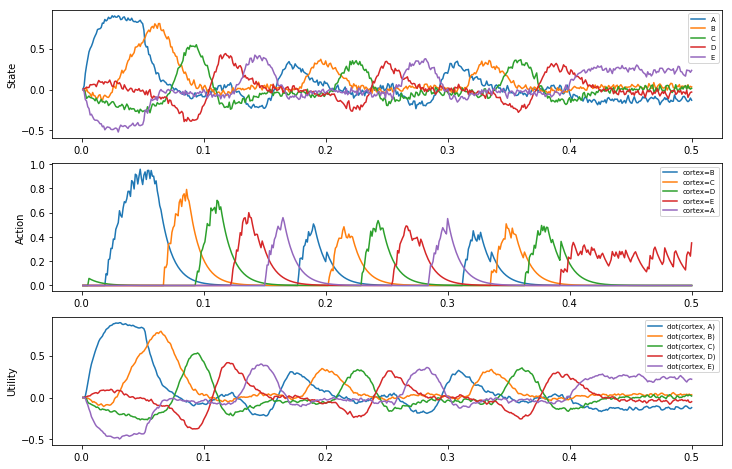 State
0.5
0.0
−0.5
A
B
C
D
E
0.0 0.1 0.2 0.3 0.4 0.5
Action
1.0
0.8
0.6
0.4
0.2
0.0
cortex=B
cortex=C
cortex=D
cortex=E
cortex=A
0.0 0.1 0.2 0.3 0.4 0.5
Utility
0.5
0.0
−0.5
dot(cortex, A)
dot(cortex, B)
dot(cortex, C)
dot(cortex, D)
dot(cortex, E)
0.0 0.1 0.2 0.3 0.4 0.5